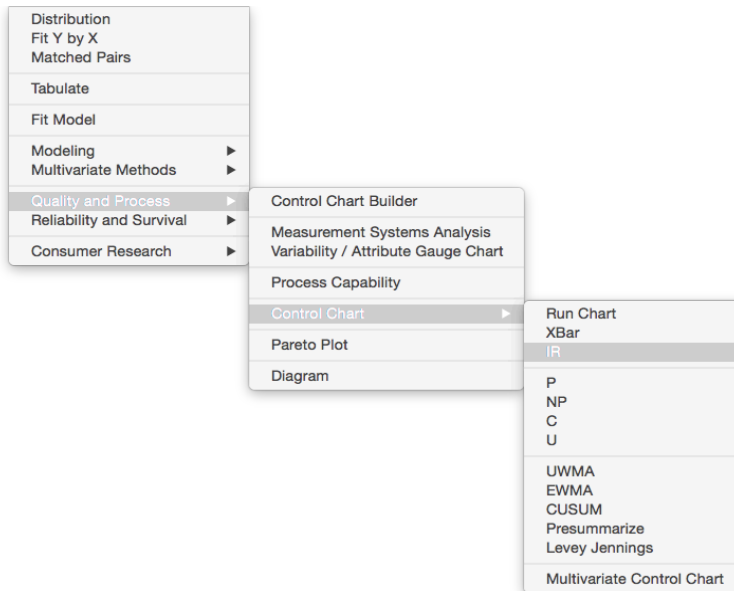 Distribution
Fit Y by X
Matched Pairs
Tabulate
Fit Model
Modeling
Multivariate Methods
Quality and Process
Reliability and Survival
Consumer Research
Control Chart Builder
Measurement Systems Analysis
Variability / Attribute Gauge Chart
Process Capability
Control Chart
Pareto Plot
Diagram
Run Chart
XBar
IR
P
NP
C
U
UWMA
EWMA
CUSUM
Presummarize
Levey Jennings
Multivariate Control Chart